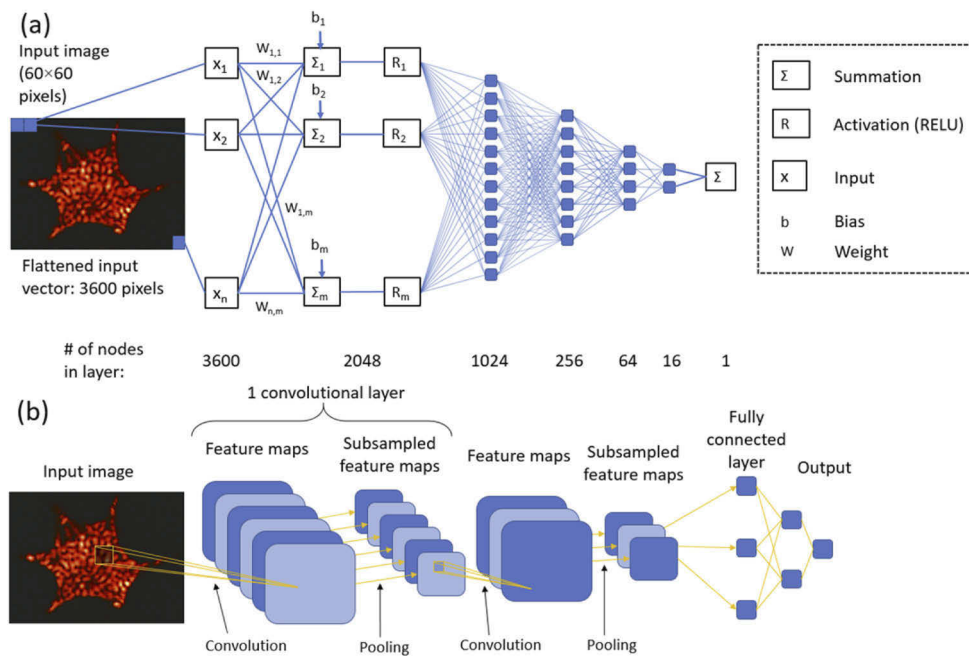 (a)
Input image
(60×60
pixels)
Flattened input
vector: 3600 pixels
x1
x2
xn
W1,1
W1,2
W1,m
Wn,m
b1
b2
bm
Σ1
Σ2
Σm
R1
R2
Rm
Σ
Σ Summation
R Activation (RELU)
x Input
b Bias
W Weight
# of nodes
in layer:
3600 2048 1024 256 64 16 1
(b)
1 convolutional layer
Input image
Feature maps
Subsampled
feature maps
Feature maps
Subsampled
feature maps
Fully
connected
layer
Output
Convolution
Pooling
Convolution
Pooling